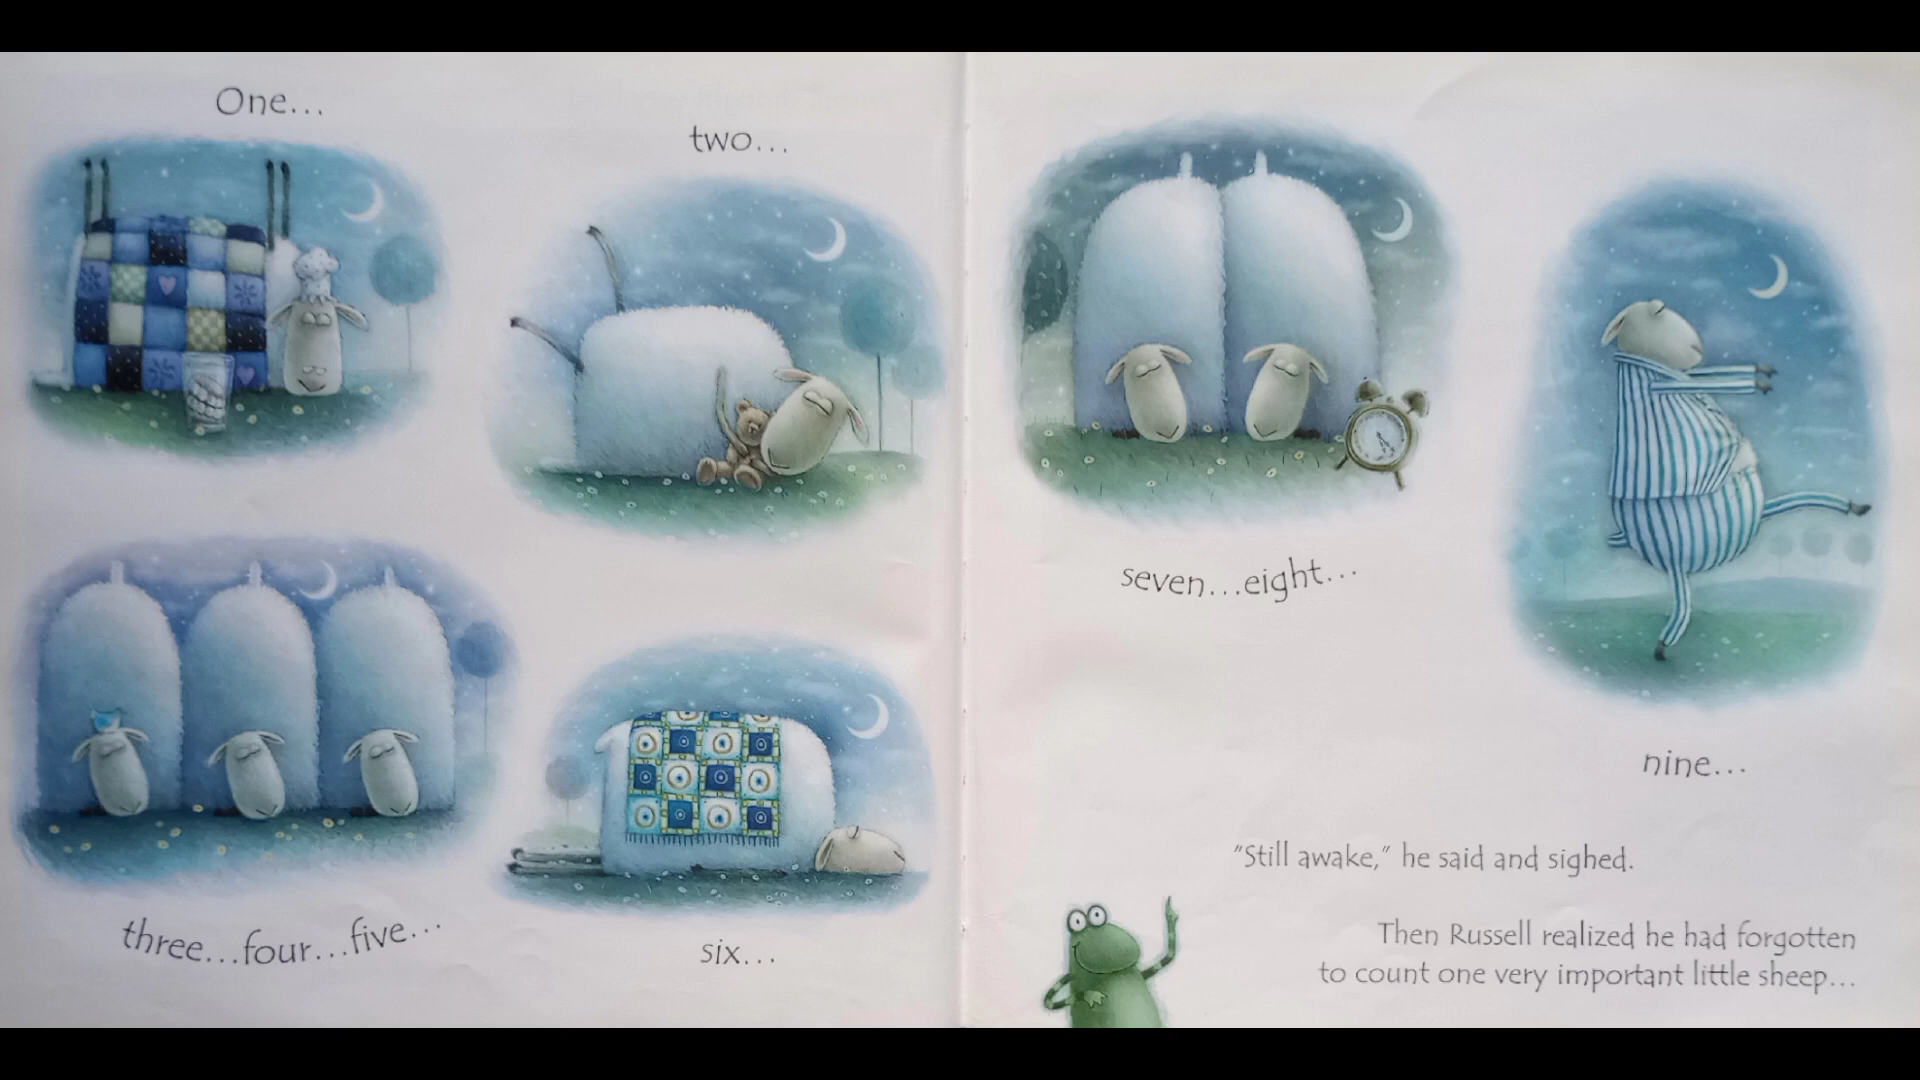 One...
two...
three...four...five...
six...
seven...eight...
nine...
"Still awake," he said and sighed.
Then Russell realized he had forgotten
to count one very important little sheep...